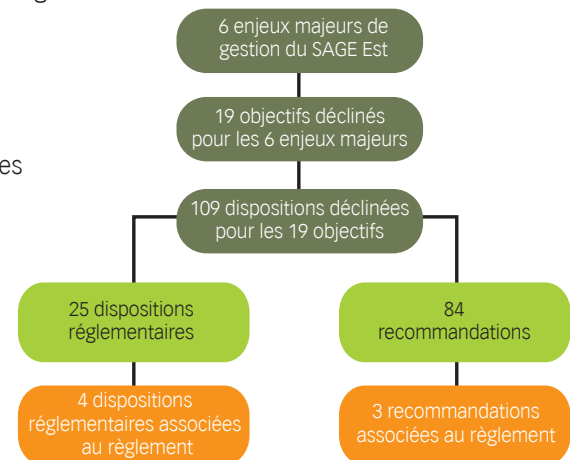 6 enjeux majeurs de
gestion du SAGE Est
19 objectifs déclinés
pour les 6 enjeux majeurs
es
109 dispositions déclinées
pour les 19 objectifs
25 dispositions
réglementaires
84
recommandations
4 dispositions
réglementaires associées
au règlement
3 recommandations
associées au règlement